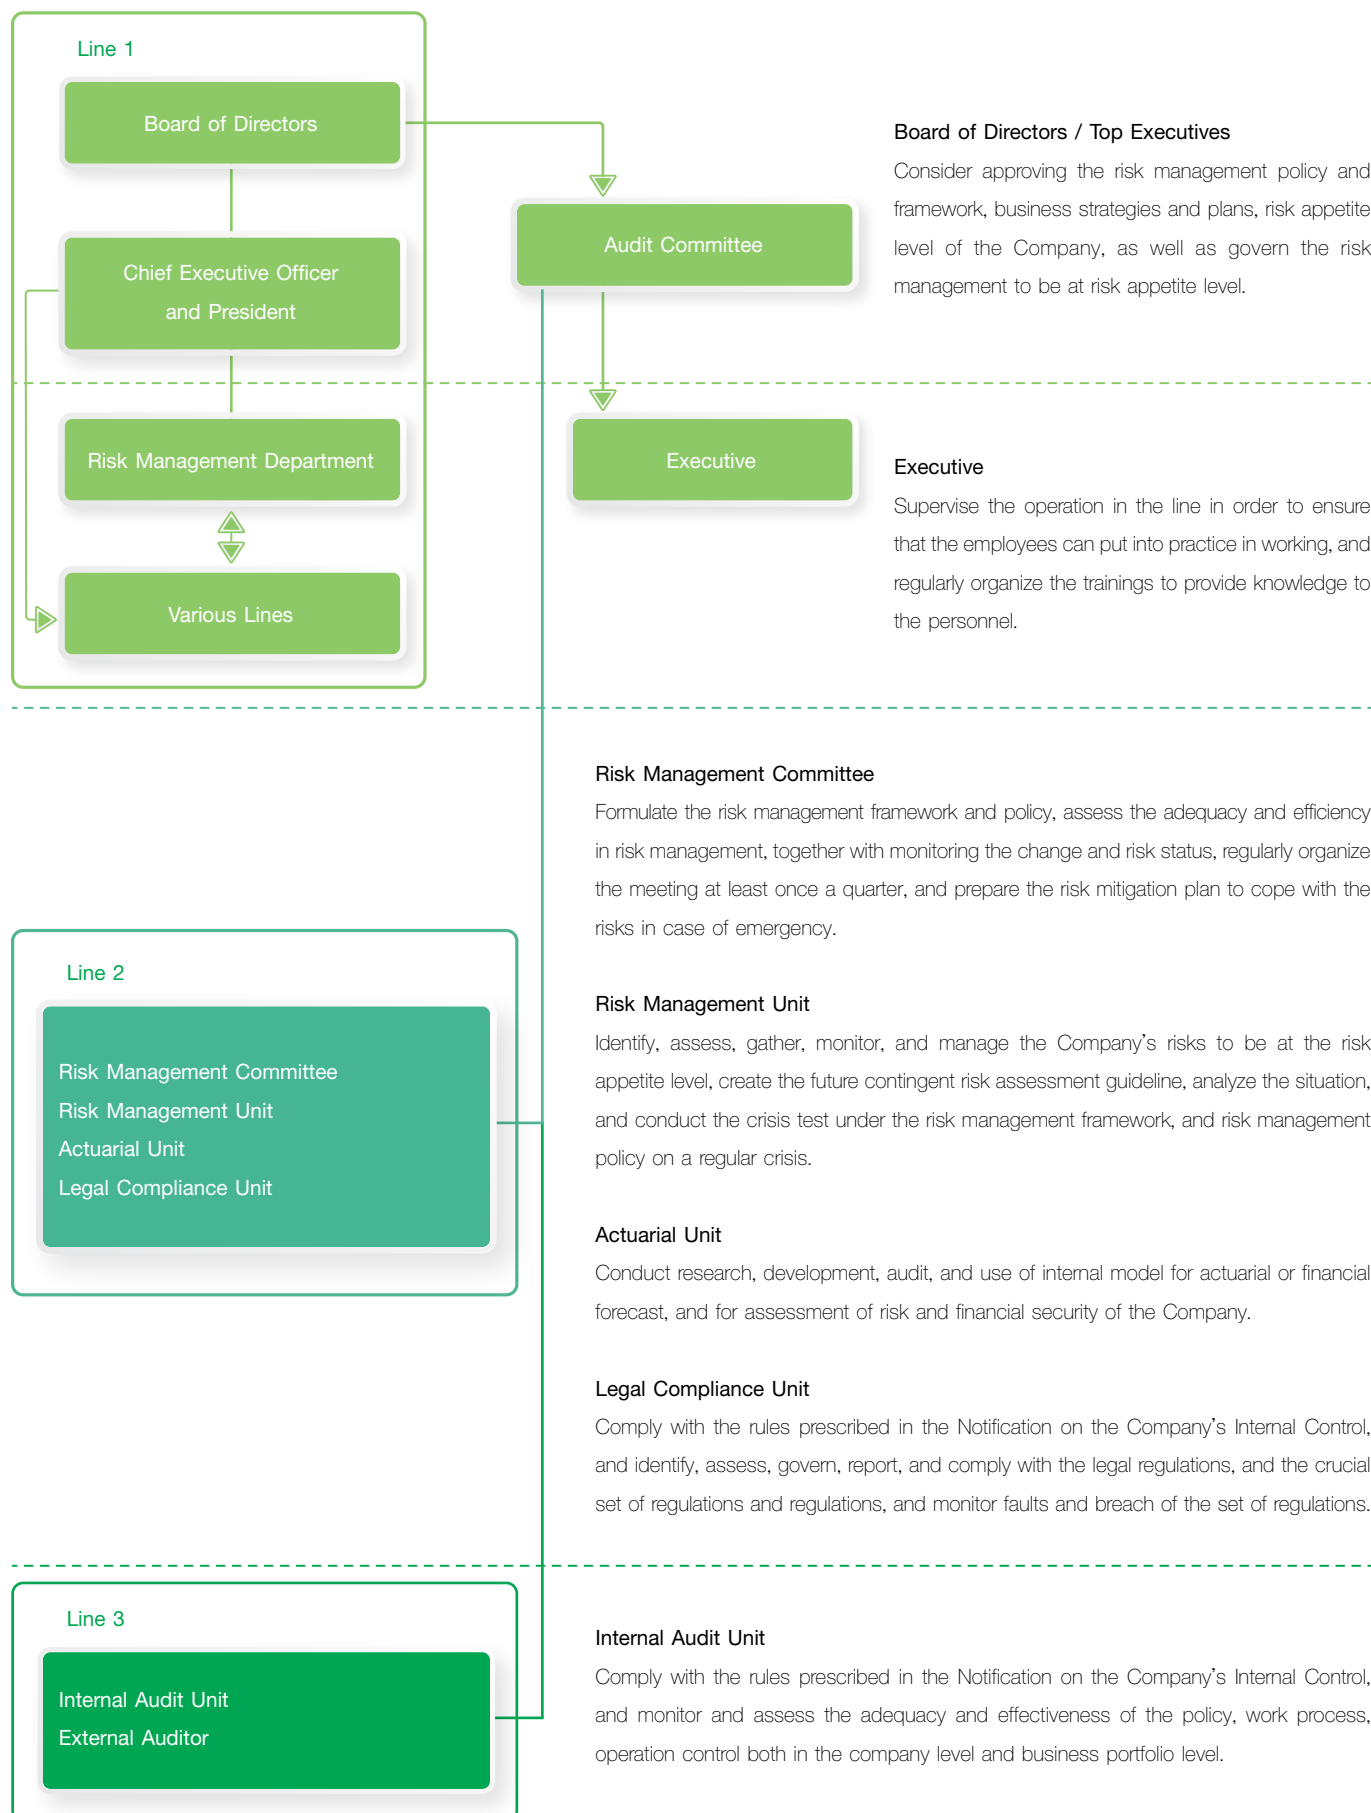 Line 1
Board of Directors
Chief Executive Officer
and President
Risk Management Department
Various Lines
Audit Committee
Executive
Board of Directors / Top Executives
Consider approving the risk management policy and
framework, business strategies and plans, risk appetite
level of the Company, as well as govern the risk
management to be at risk appetite level.
Executive
Supervise the operation in the line in order to ensure
that the employees can put into practice in working, and
regularly organize the trainings to provide knowledge to
the personnel.
Risk Management Committee
Formulate the risk management framework and policy, assess the adequacy and efficiency
in risk management, together with monitoring the change and risk status, regularly organize
the meeting at least once a quarter, and prepare the risk mitigation plan to cope with the
risks in case of emergency.
Line 2
Risk Management Committee
Risk Management Unit
Actuarial Unit
Legal Compliance Unit
Risk Management Unit
Identify, assess, gather, monitor, and manage the Company's risks to be at the risk
appetite level, create the future contingent risk assessment guideline, analyze the situation,
and conduct the crisis test under the risk management framework, and risk management
policy on a regular crisis.
Actuarial Unit
Conduct research, development, audit, and use of internal model for actuarial or financial
forecast, and for assessment of risk and financial security of the Company.
Legal Compliance Unit
Comply with the rules prescribed in the Notification on the Company's Internal Control,
and identify, assess, govern, report, and comply with the legal regulations, and the crucial
set of regulations and regulations, and monitor faults and breach of the set of regulations.
Line 3
Internal Audit Unit
External Auditor
Internal Audit Unit
Comply with the rules prescribed in the Notification on the Company's Internal Control,
and monitor and assess the adequacy and effectiveness of the policy, work process,
operation control both in the company level and business portfolio level.